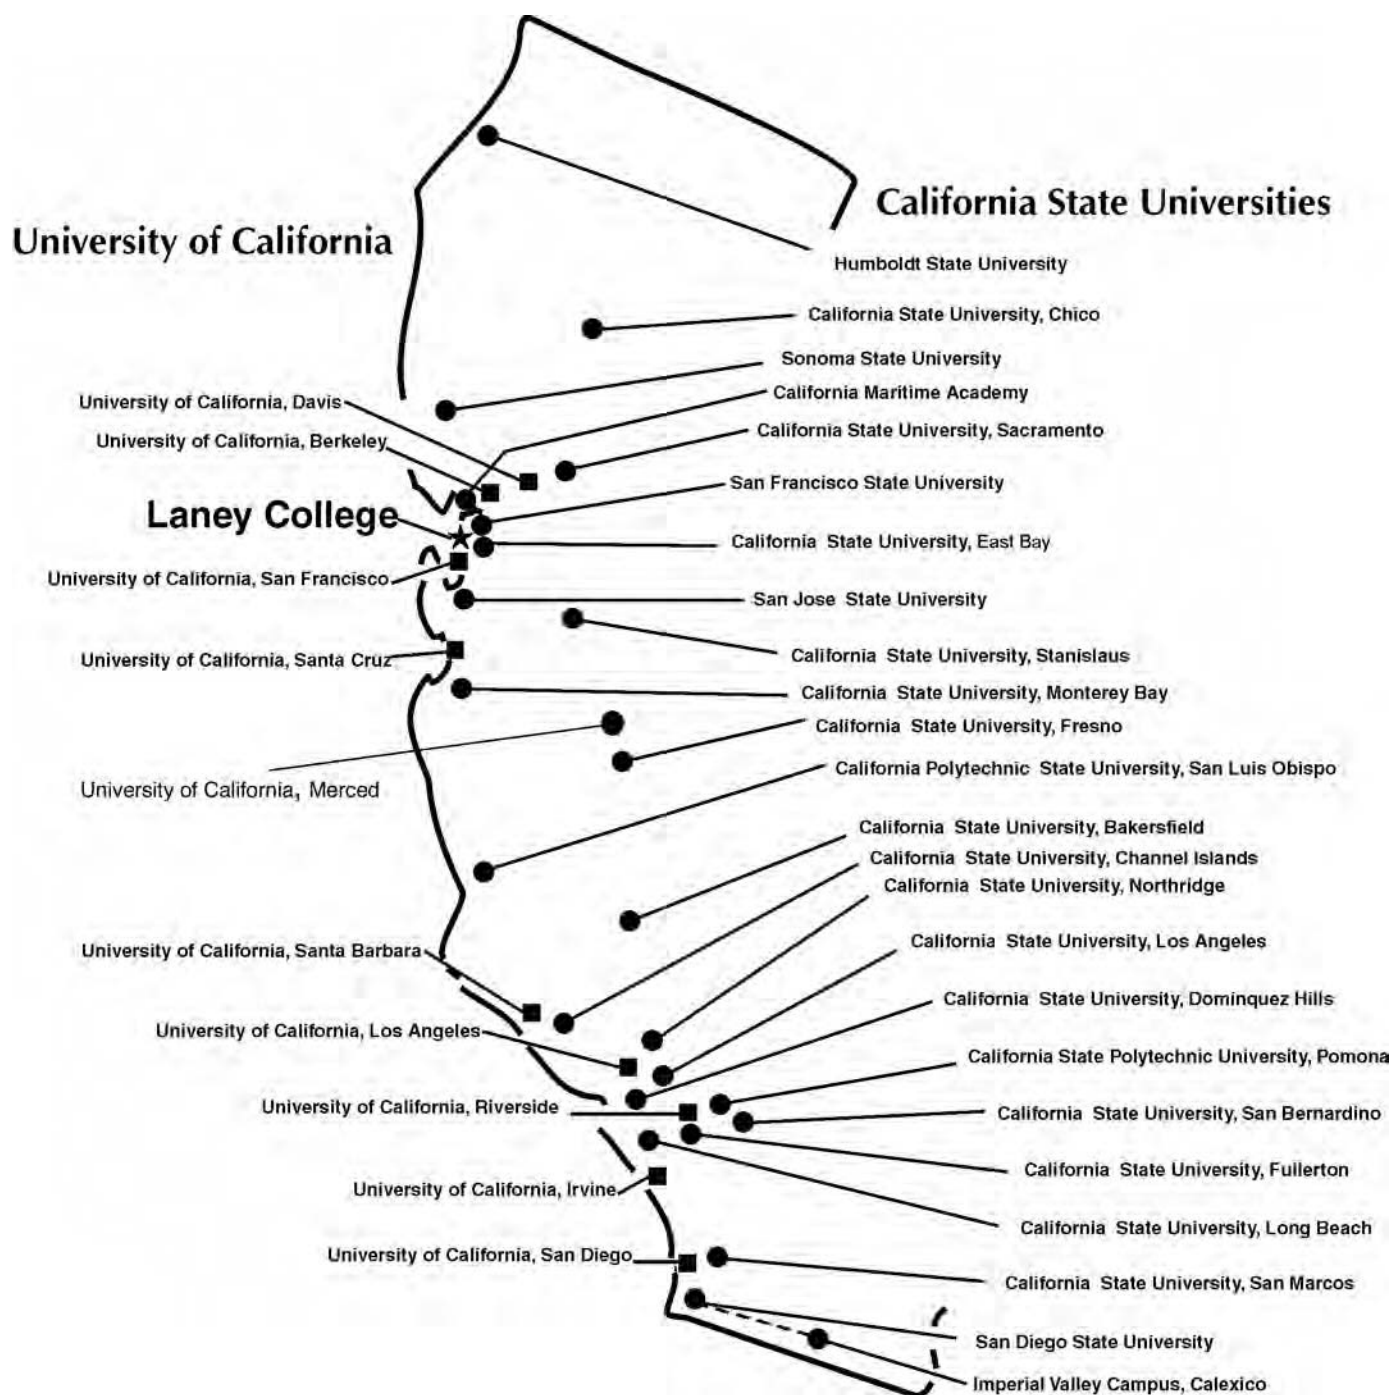 California State Universities
University of California
Humboldt State University
California State University, Chico
Sonoma State University
California Maritime Academy
University of California, Davis
California State University, Sacramento
University of California, Berkeley
San Francisco State University
Laney College
California State University, East Bay
University of California, San Francisco
San Jose State University
California State University, Stanislaus
University of California, Santa Cruz
California State University, Monterey Bay
California State University, Fresno
California Polytechnic State University, San Luis Obispo
University of California, Merced
California State University, Bakersfield
California State University, Channel Islands
California State University, Northridge
California State University, Los Angeles
University of California, Santa Barbara
California State University, Dominquez Hills
University of California, Los Angeles
California State Polytechnic University, Pomona
University of California, Riverside
California State University, San Bernardino
California State University, Fullerton
University of California, Irvine
California State University, Long Beach
University of California, San Diego
California State University, San Marcos
San Diego State University
Imperial Valley Campus, Calexico